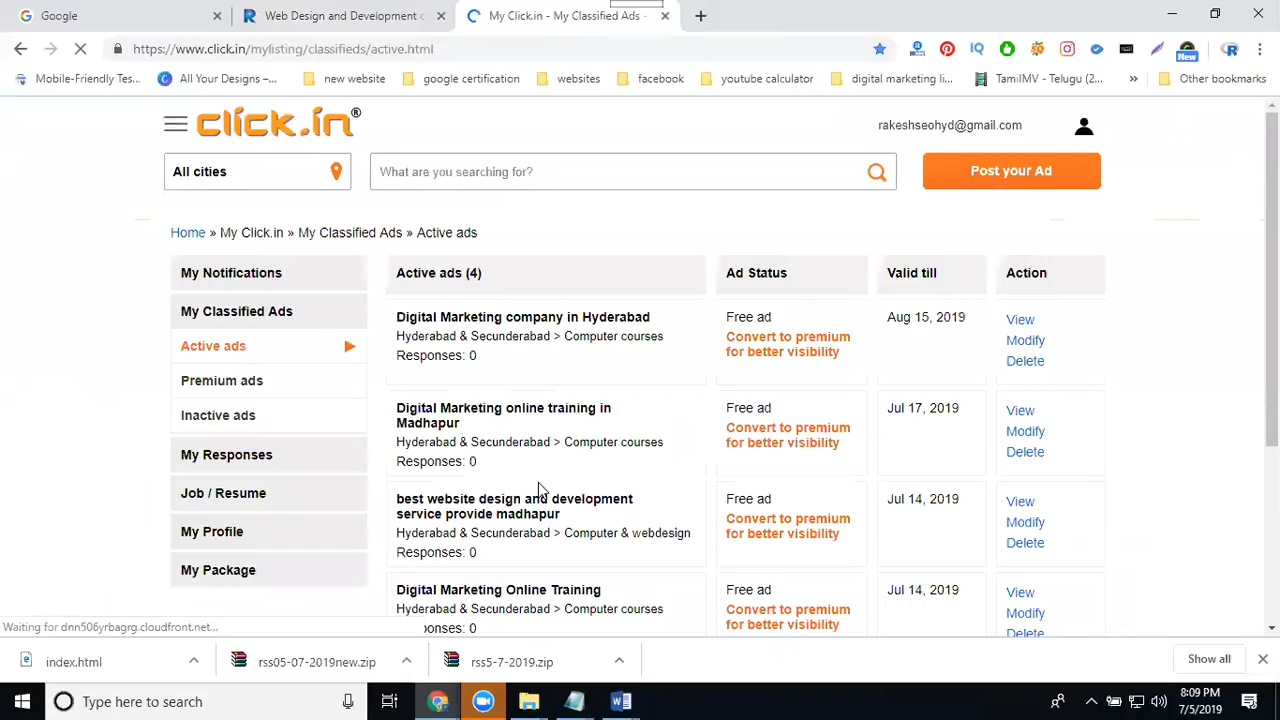 Google
Web Design and Development c
My Click.in - My Classified Ads -
https://www.click.in/mylisting/classifieds/active.html
New
Mobile-Friendly Tes...
All Your Designs –...
new website
google certification
websites
facebook
youtube calculator
digital marketing li...
TamilMV - Telugu (2...
»
Other bookmarks
click.in®
rakeshseohyd@gmail.com
All cities
What are you searching for?
Post your Ad
Home » My Click.in » My Classified Ads » Active ads
My Notifications
My Classified Ads
Active ads
Premium ads
Inactive ads
My Responses
Job / Resume
My Profile
My Package
Active ads (4)
Ad Status
Valid till
Action
Digital Marketing company in Hyderabad
Hyderabad & Secunderabad > Computer courses
Responses: 0
Free ad
Convert to premium
for better visibility
Aug 15, 2019
View
Modify
Delete
Digital Marketing online training in
Madhapur
Hyderabad & Secunderabad > Computer courses
Responses: 0
Free ad
Convert to premium
for better visibility
Jul 17, 2019
View
Modify
Delete
best website design and development
service provide madhapur
Hyderabad & Secunderabad > Computer & webdesign
Responses: 0
Free ad
Convert to premium
for better visibility
Jul 14, 2019
View
Modify
Delete
Digital Marketing Online Training
Hyderabad & Secunderabad > Computer courses
ponses: 0
Free ad
Convert to premium
for better visibility
Jul 14, 2019
View
Modify
Delete
Waiting for dnn506yrbagrg.cloudfront.net...
index.html
rss05-07-2019new.zip
rss5-7-2019.zip
Show all
Type here to search
8:09 PM
7/5/2019